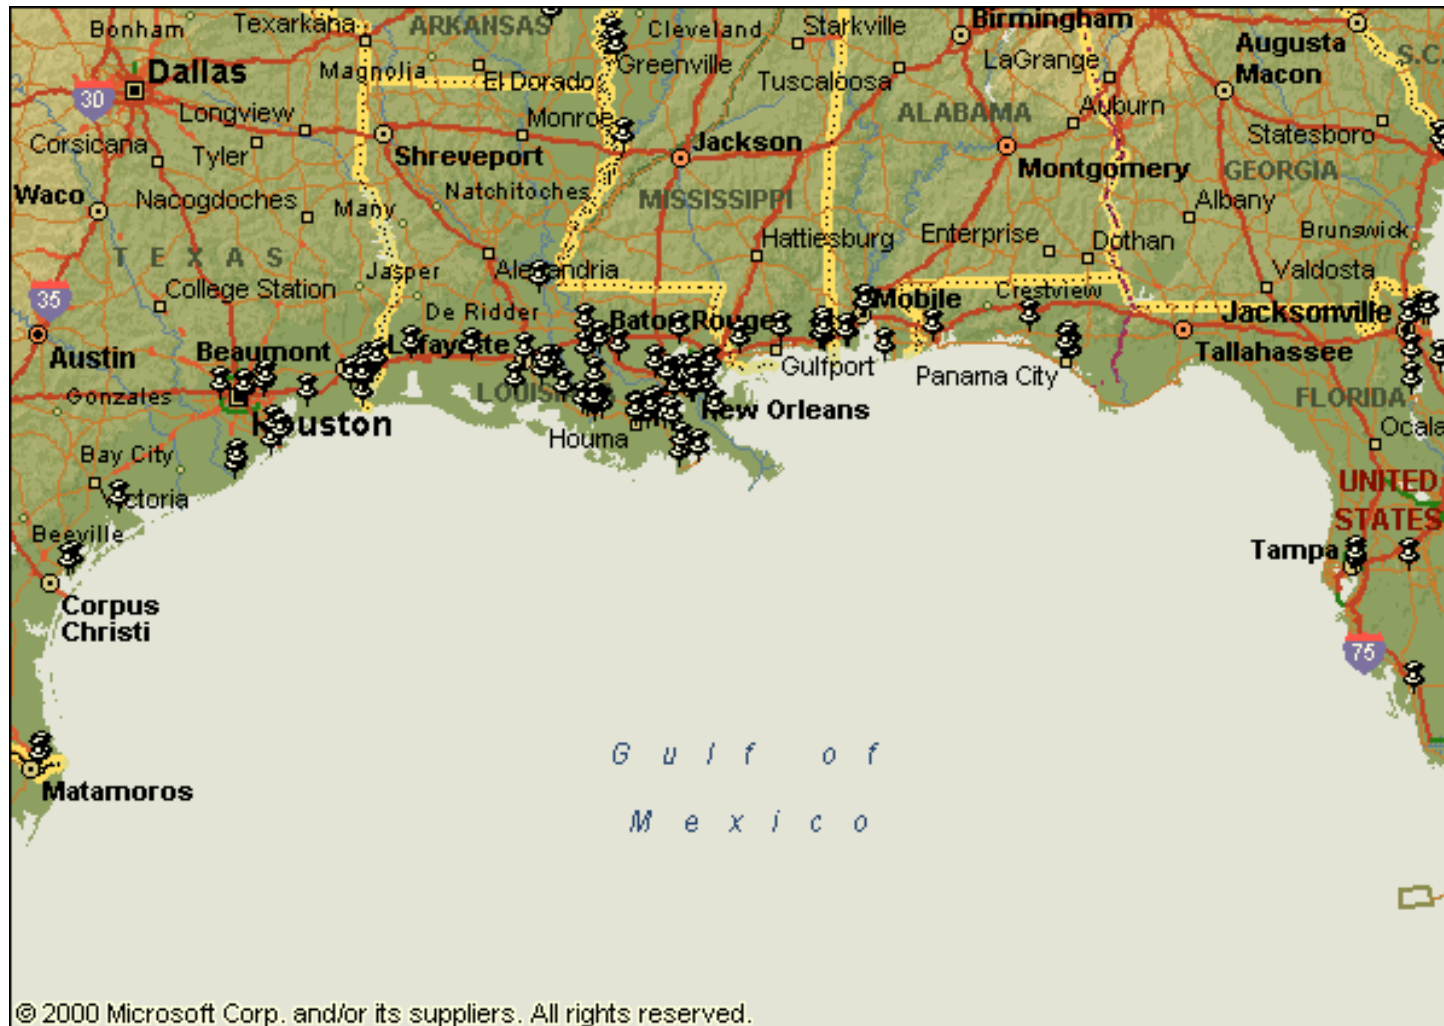 Bonham
Texarkana
ARKANSAS
Cleveland
Starkville
Birmingham
Augusta
S.C.
Dallas
Magnolia
El Dorado
Greenville
Tuscaloosa
LaGrange
Macon
30
Longview
Monroe
ALABAMA
Auburn
Statesboro
Corsicana
Tyler
Shreveport
Jackson
Montgomery
GEORGIA
Waco
Nacogdoches
Many
Natchitoches
MISSISSIPPI
Albany
Brunswick
TEXAS
Jasper
Alexandria
Hattiesburg
Enterprise
Dothan
Valdosta
35
College Station
De Ridder
Baton Rouge
Mobile
Crestview
Jacksonville
Austin
Beaumont
Lafayette
Gulfport
Panama City
Tallahassee
Gonzales
Houston
LOUISIANA
New Orleans
FLORIDA
Bay City
Houma
Ocala
Victoria
UNITED
STATES
Beeville
Tampa
Corpus
Christi
75
Matamoros
Gulf of
Mexico
© 2000 Microsoft Corp. and/or its suppliers. All rights reserved.